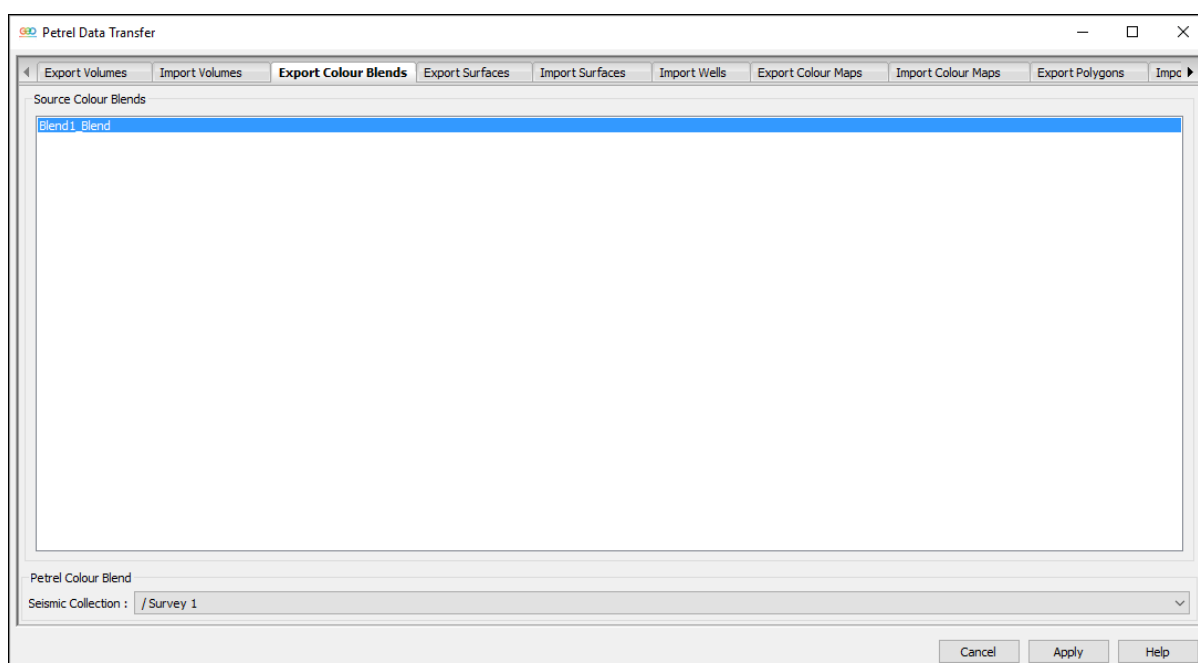 GEO Petrel Data Transfer
Export Volumes Import Volumes Export Colour Blends Export Surfaces Import Surfaces Import Wells Export Colour Maps Import Colour Maps Export Polygons Impo
Source Colour Blends
Blend1_Blend
Petrel Colour Blend
Seismic Collection : / Survey 1
Cancel Apply Help